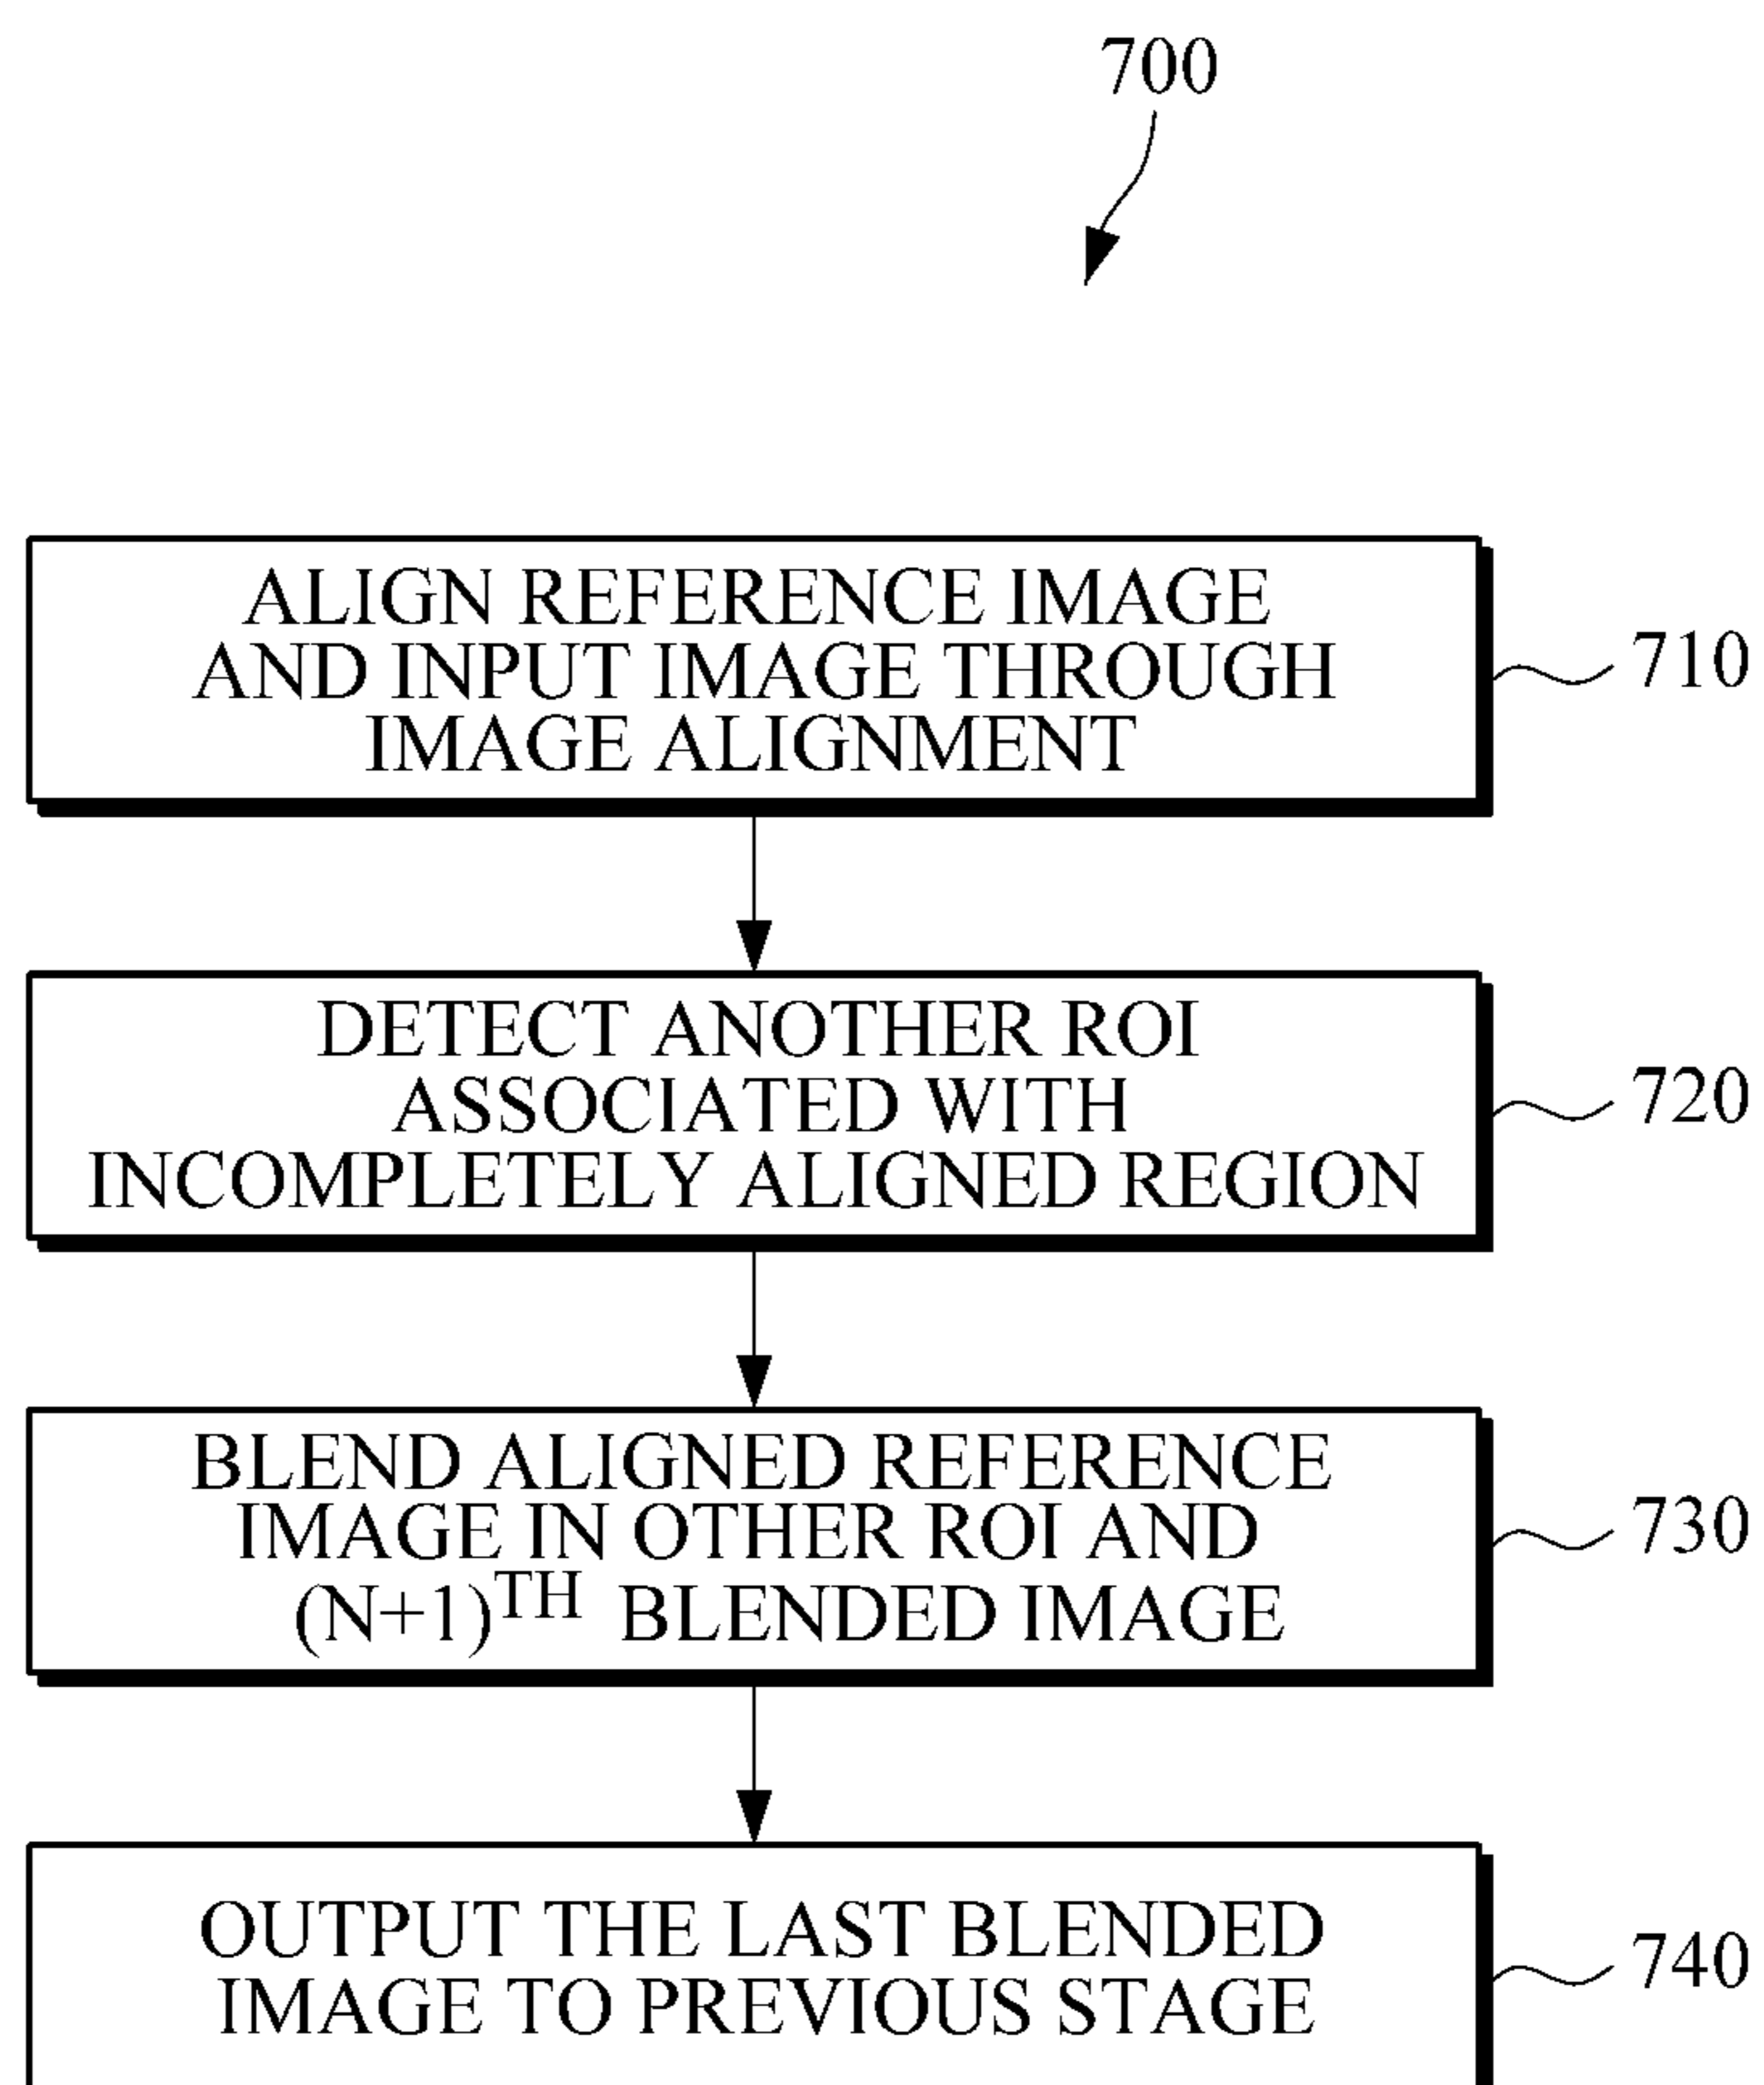 700
ALIGN REFERENCE IMAGE
AND INPUT IMAGE THROUGH
IMAGE ALIGNMENT
710
DETECT ANOTHER ROI
ASSOCIATED WITH
INCOMPLETELY ALIGNED REGION
720
BLEND ALIGNED REFERENCE
IMAGE IN OTHER ROI AND
(N+1)TH BLENDED IMAGE
730
OUTPUT THE LAST BLENDED
IMAGE TO PREVIOUS STAGE
740